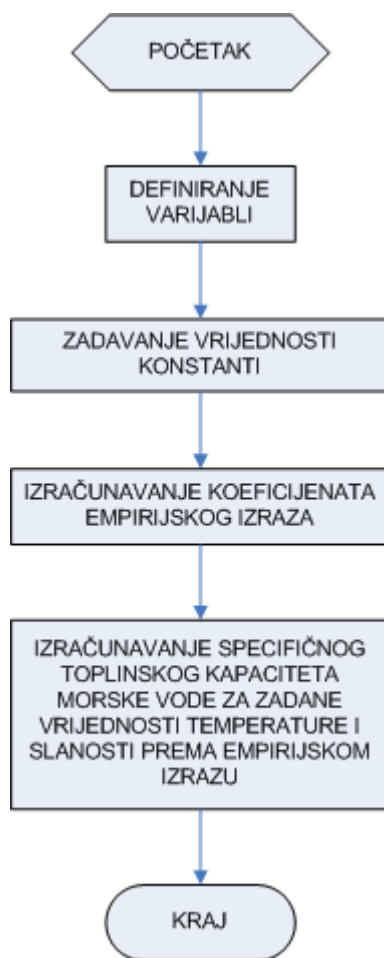 POČETAK
DEFINIRANJE
VARIJABLI
ZADAVANJE VRIJEDNOSTI
KONSTANTI
IZRAČUNAVANJE KOEFICIJENATA
EMPIRIJSKOG IZRAZA
IZRAČUNAVANJE SPECIFIČNOG
TOPLINSKOG KAPACITETA
MORSKE VODE ZA ZADANE
VRIJEDNOSTI TEMPERATURE I
SLANOSTI PREMA EMPIRIJSKOM
IZRAZU
KRAJ